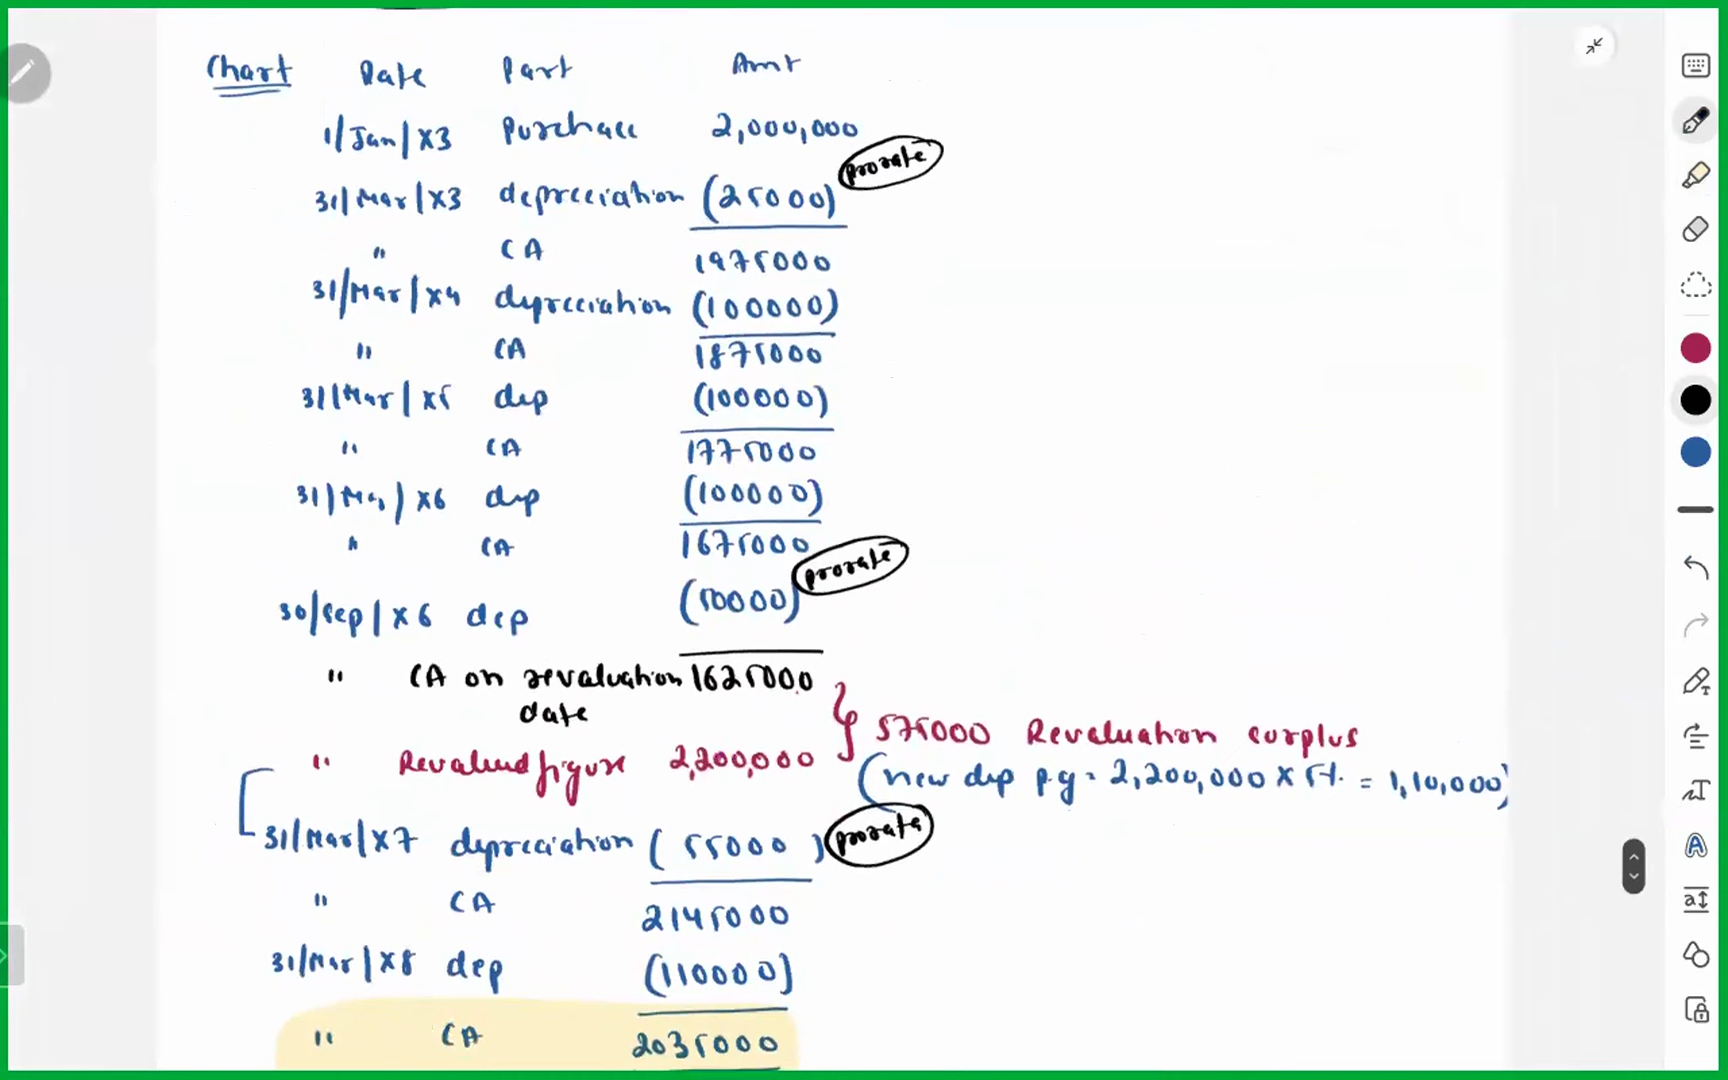 Chart Date Part Amt
1/Jan/X3 Purchase 2,000,000
31/Mar/X3 depreciation (25000) prorate
" CA 1975000
31/Mar/X4 depreciation (100000)
" CA 1875000
31/Mar/X5 dep (100000)
" CA 1775000
31/Mar/X6 dep (100000)
" CA 1675000
30/Sep/X6 dep (50000) prorate
" CA on revaluation 1625000
date
575000 Revaluation surplus
" Revalued figure 2,200,000
(new dep p.y = 2,200,000 x 5% = 1,10,000)
31/Mar/X7 depreciation (55000) prorata
" CA 2145000
31/Mar/X8 dep (110000)
" CA 2035000